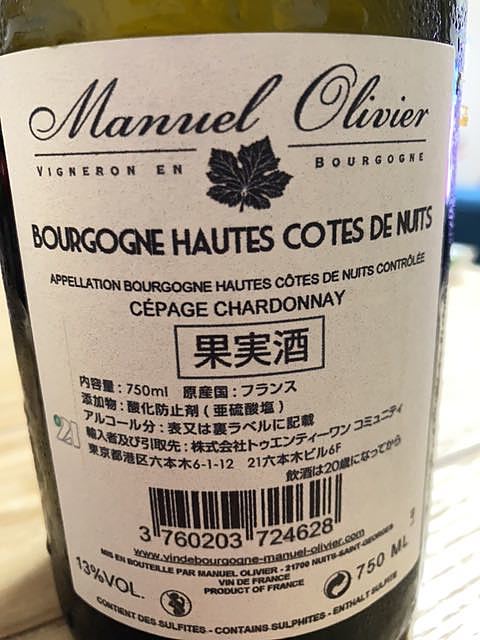 Manuel Olivier
VIGNERON EN BOURGOGNE
BOURGOGNE HAUTES COTES DE NUITS
APPELLATION BOURGOGNE HAUTES CÔTES DE NUITS CONTRÔLÉE
CÉPAGE CHARDONNAY
果実酒
内容量：750ml 原産国：フランス
添加物：酸化防止剤(亜硫酸塩)
アルコール分：表又は裏ラベルに記載
輸入者及び引取先：株式会社トゥエンティーワン コミュニティ
東京都港区六本木6-1-12 21六本木ビル6F
飲酒は20歳になってから
21
3 760203 724628
www.vindebourgogne-manuel-olivier.com
MIS EN BOUTEILLE PAR MANUEL OLIVIER - 21700 NUITS-SAINT-GEORGES
VIN DE FRANCE
PRODUCT OF FRANCE
13%VOL.
750 ML
CONTIENT DES SULFITES - CONTAINS SULPHITES - ENTHALT SULFITE